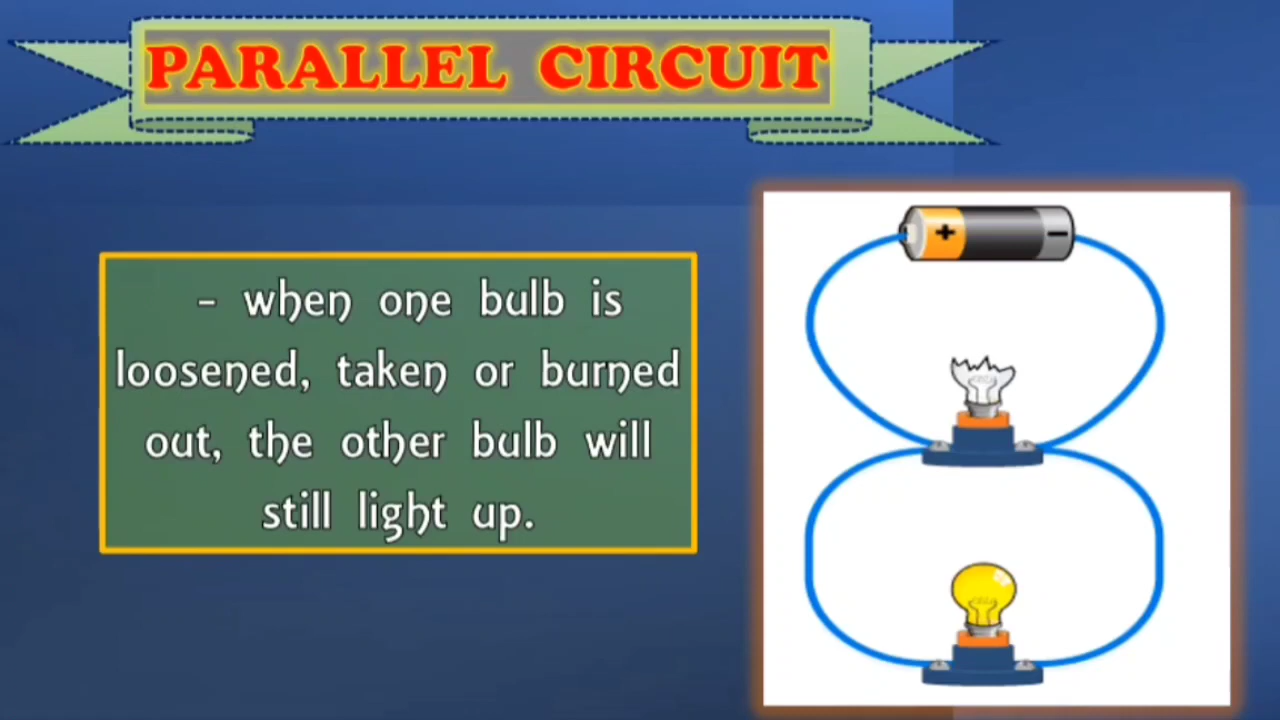 PARALLEL CIRCUIT
- when one bulb is
loosened, taken or burned
out, the other bulb will
still light up.
+ -